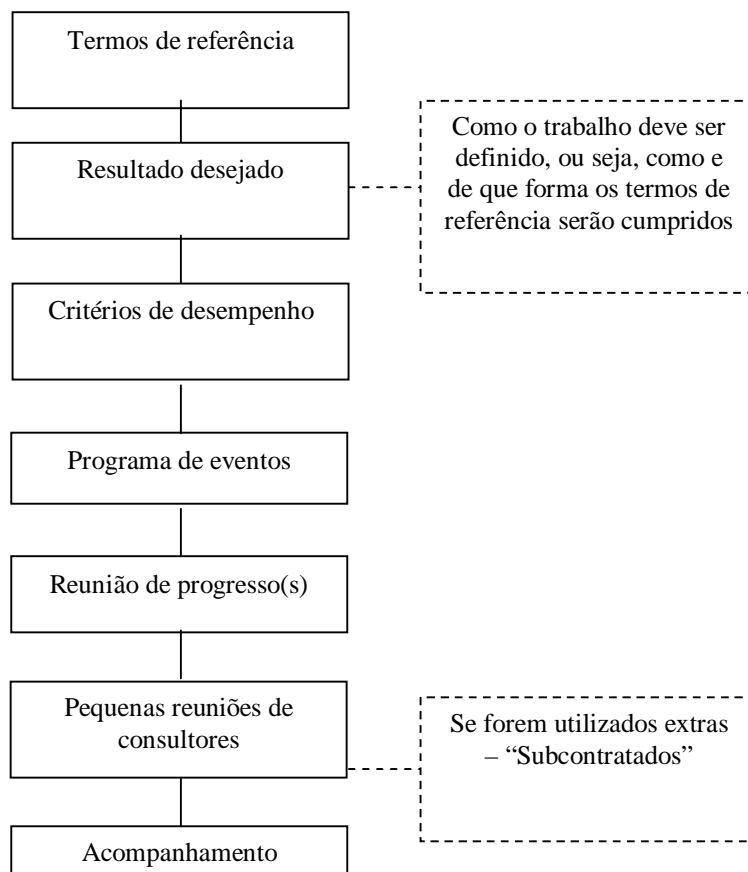 Termos de referência
Resultado desejado
Como o trabalho deve ser
definido, ou seja, como e
de que forma os termos de
referência serão cumpridos
Critérios de desempenho
Programa de eventos
Reunião de progresso(s)
Pequenas reuniões de
consultores
Se forem utilizados extras
– “Subcontratados”
Acompanhamento